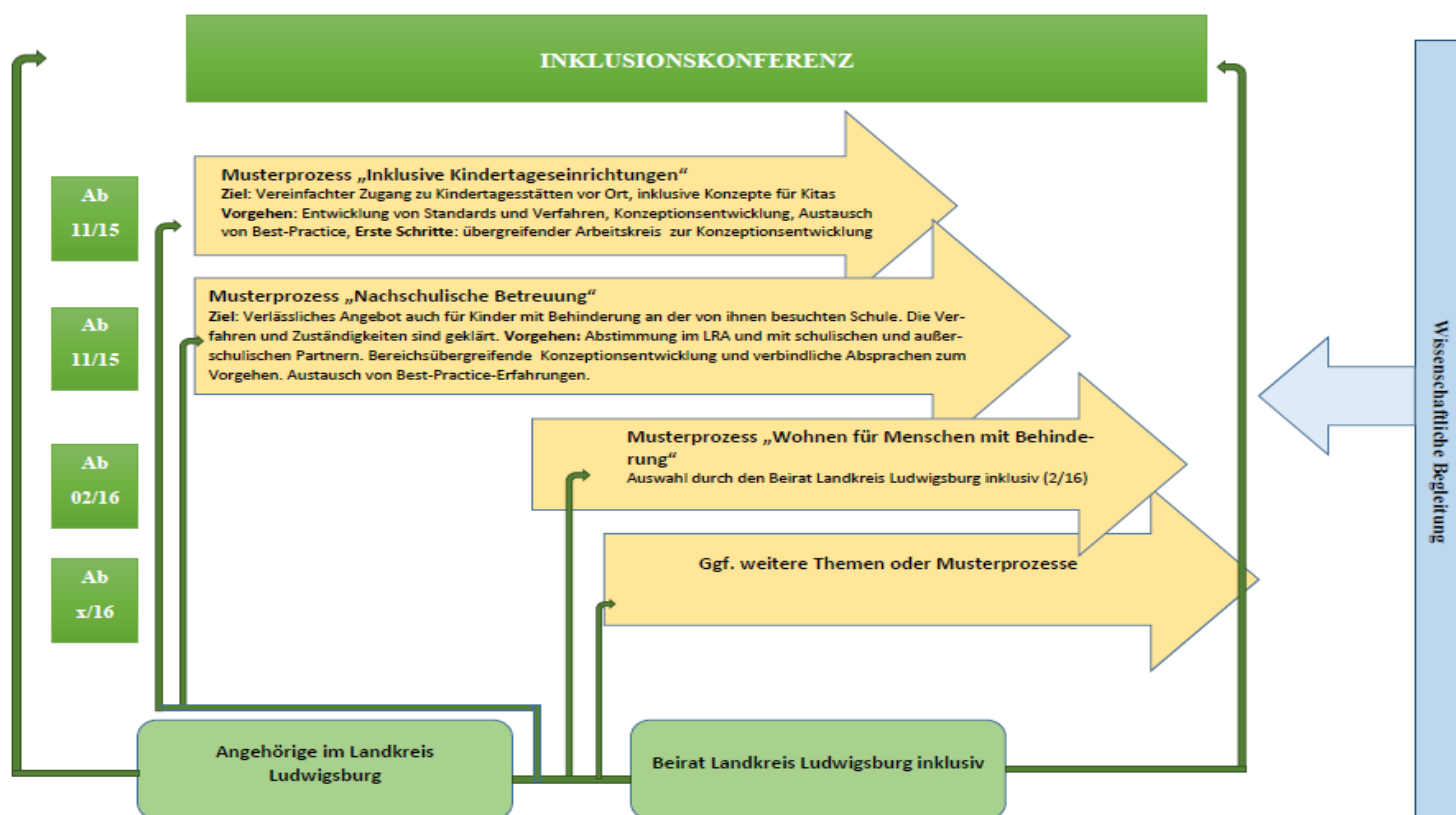 INKLUSIONSKONFERENZ
Ab
11/15
Musterprozess „Inklusive Kindertageseinrichtungen“
Ziel: Vereinfachter Zugang zu Kindertagesstätten vor Ort, inklusive Konzepte für Kitas
Vorgehen: Entwicklung von Standards und Verfahren, Konzeptionsentwicklung, Austausch
von Best-Practice, Erste Schritte: übergreifender Arbeitskreis zur Konzeptionsentwicklung
Ab
11/15
Musterprozess „Nachschulische Betreuung“
Ziel: Verlässliches Angebot auch für Kinder mit Behinderung an der von ihnen besuchten Schule. Die Ver-
fahren und Zuständigkeiten sind geklärt. Vorgehen: Abstimmung im LRA und mit schulischen und außer-
schulischen Partnern. Bereichsübergreifende Konzeptionsentwicklung und verbindliche Absprachen zum
Vorgehen. Austausch von Best-Practice-Erfahrungen.
Ab
02/16
Musterprozess „Wohnen für Menschen mit Behinde-
rung“
Auswahl durch den Beirat Landkreis Ludwigsburg inklusiv (2/16)
Ab
x/16
Ggf. weitere Themen oder Musterprozesse
Angehörige im Landkreis
Ludwigsburg
Beirat Landkreis Ludwigsburg inklusiv
Wissenschaftliche Begleitung